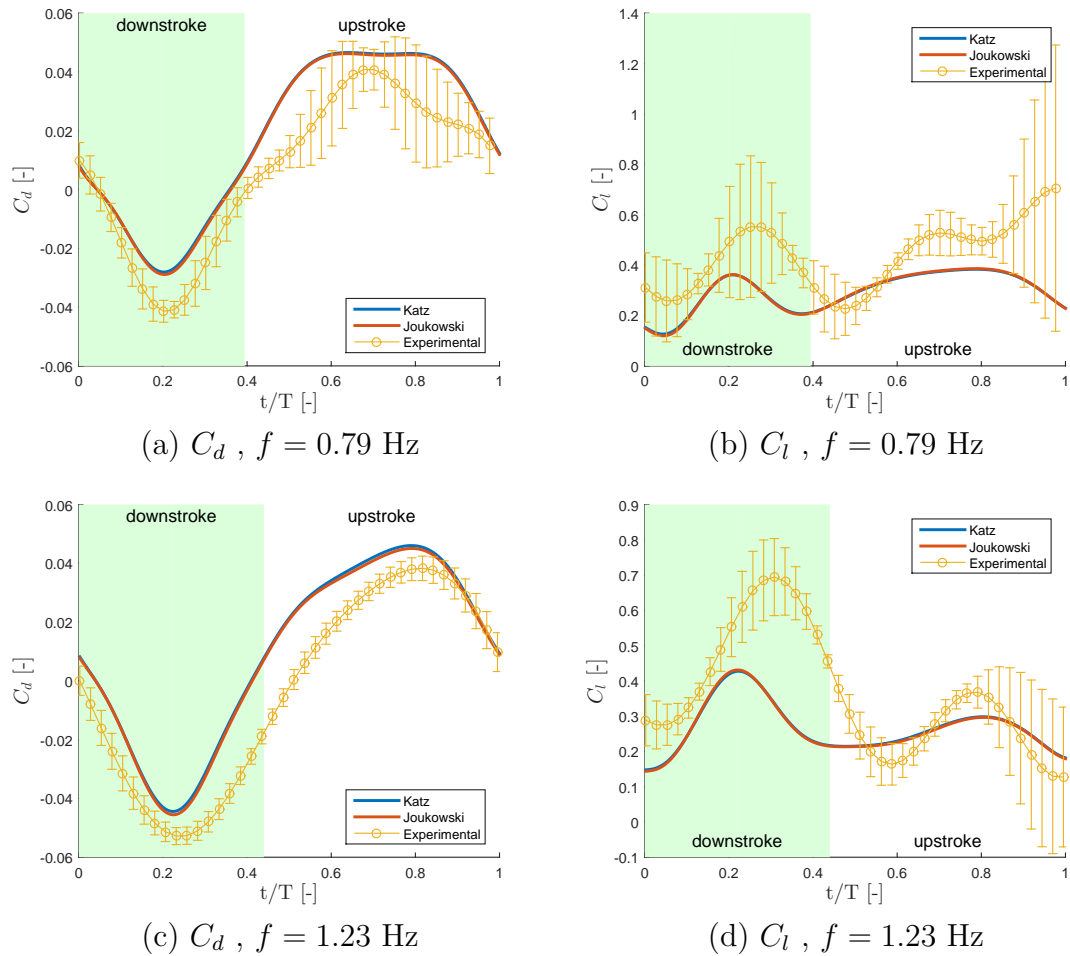 0.06
0.04
0.02
0
-0.02
-0.04
-0.06
C_d [-]
downstroke
upstroke
Katz
Joukowski
Experimental
0 0.2 0.4 0.6 0.8 1
t/T [-]
(a) C_d , f = 0.79 Hz
1.4
1.2
1
0.8
0.6
0.4
0.2
0
C_l [-]
Katz
Joukowski
Experimental
downstroke
upstroke
0 0.2 0.4 0.6 0.8 1
t/T [-]
(b) C_l , f = 0.79 Hz
0.06
0.04
0.02
0
-0.02
-0.04
-0.06
C_d [-]
downstroke
upstroke
Katz
Joukowski
Experimental
0 0.2 0.4 0.6 0.8 1
t/T [-]
(c) C_d , f = 1.23 Hz
0.9
0.8
0.7
0.6
0.5
0.4
0.3
0.2
0.1
0
-0.1
C_l [-]
Katz
Joukowski
Experimental
downstroke
upstroke
0 0.2 0.4 0.6 0.8 1
t/T [-]
(d) C_l , f = 1.23 Hz